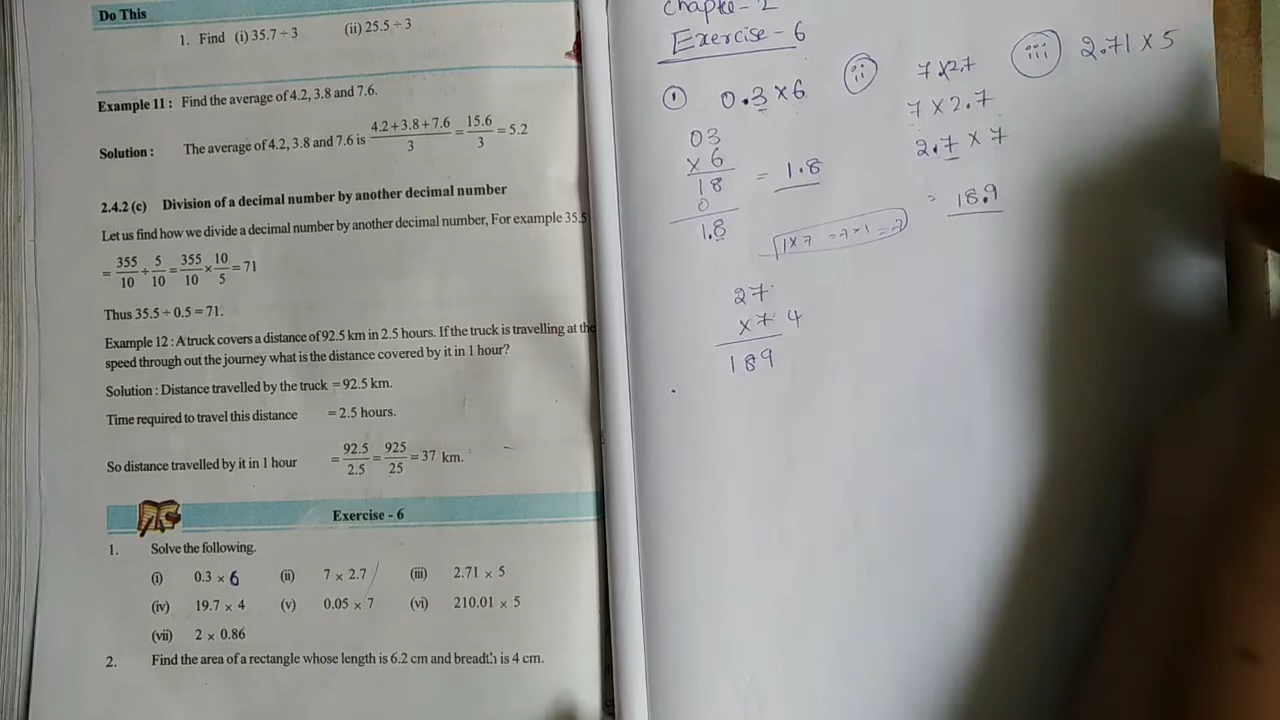 Do This
1. Find (i) 35.7 ÷ 3 (ii) 25.5 ÷ 3
Example 11 : Find the average of 4.2, 3.8 and 7.6.
Solution : The average of 4.2, 3.8 and 7.6 is (4.2 + 3.8 + 7.6)/3 = 15.6/3 = 5.2
2.4.2 (c) Division of a decimal number by another decimal number
Let us find how we divide a decimal number by another decimal number, For example 35.5
= 355/10 ÷ 5/10 = 355/10 × 10/5 = 71
Thus 35.5 ÷ 0.5 = 71.
Example 12 : A truck covers a distance of 92.5 km in 2.5 hours. If the truck is travelling at the
speed through out the journey what is the distance covered by it in 1 hour?
Solution : Distance travelled by the truck = 92.5 km.
Time required to travel this distance = 2.5 hours.
So distance travelled by it in 1 hour = 92.5/2.5 = 925/25 = 37 km.
Exercise - 6
1. Solve the following.
(i) 0.3 × 6 (ii) 7 × 2.7 (iii) 2.71 × 5
(iv) 19.7 × 4 (v) 0.05 × 7 (vi) 210.01 × 5
(vii) 2 × 0.86
2. Find the area of a rectangle whose length is 6.2 cm and breadth is 4 cm.
Chapte- 2
Exercise - 6
(i) 0.3 × 6
03
× 6
18 = 1.8
0
1.8
1×7 = 7×1 = 7
27
×7 4
189
(ii) 7 × 2.7
7 × 2.7
2.7 × 7
= 18.9
(iii) 2.71 × 5